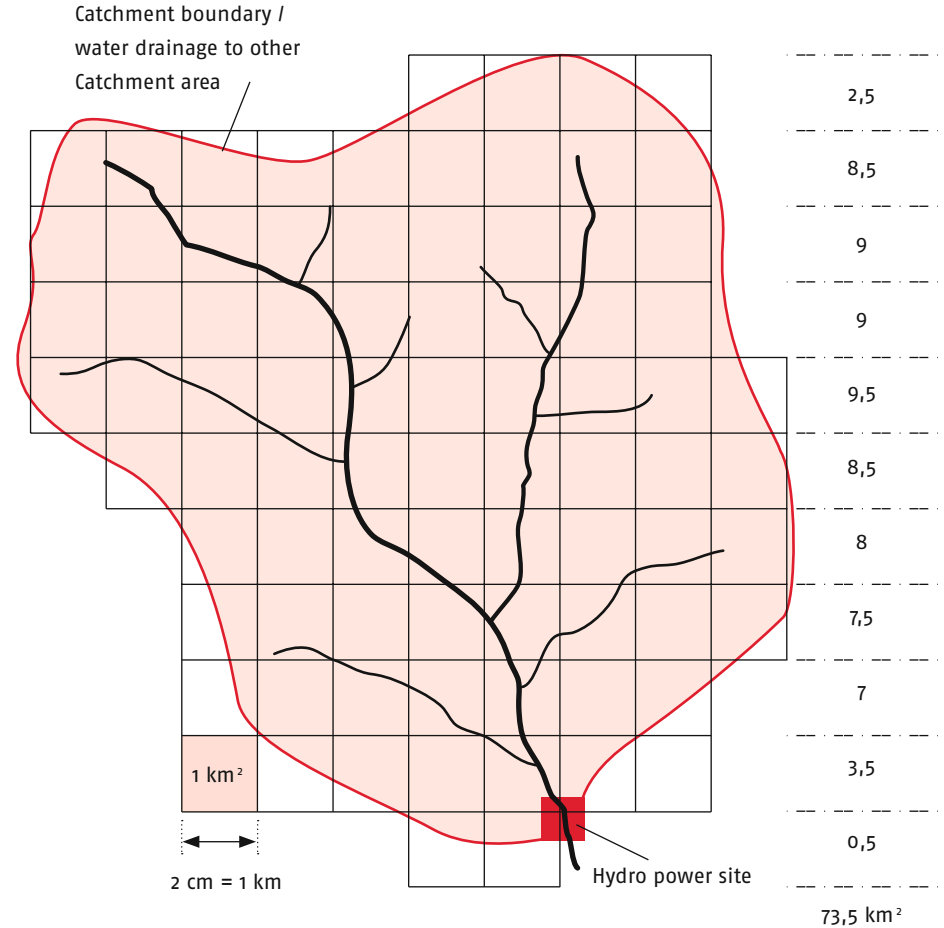 Catchment boundary /
water drainage to other
Catchment area
2,5
8,5
9
9
9,5
8,5
8
7,5
7
3,5
0,5
73,5 km²
1 km²
2 cm = 1 km
Hydro power site